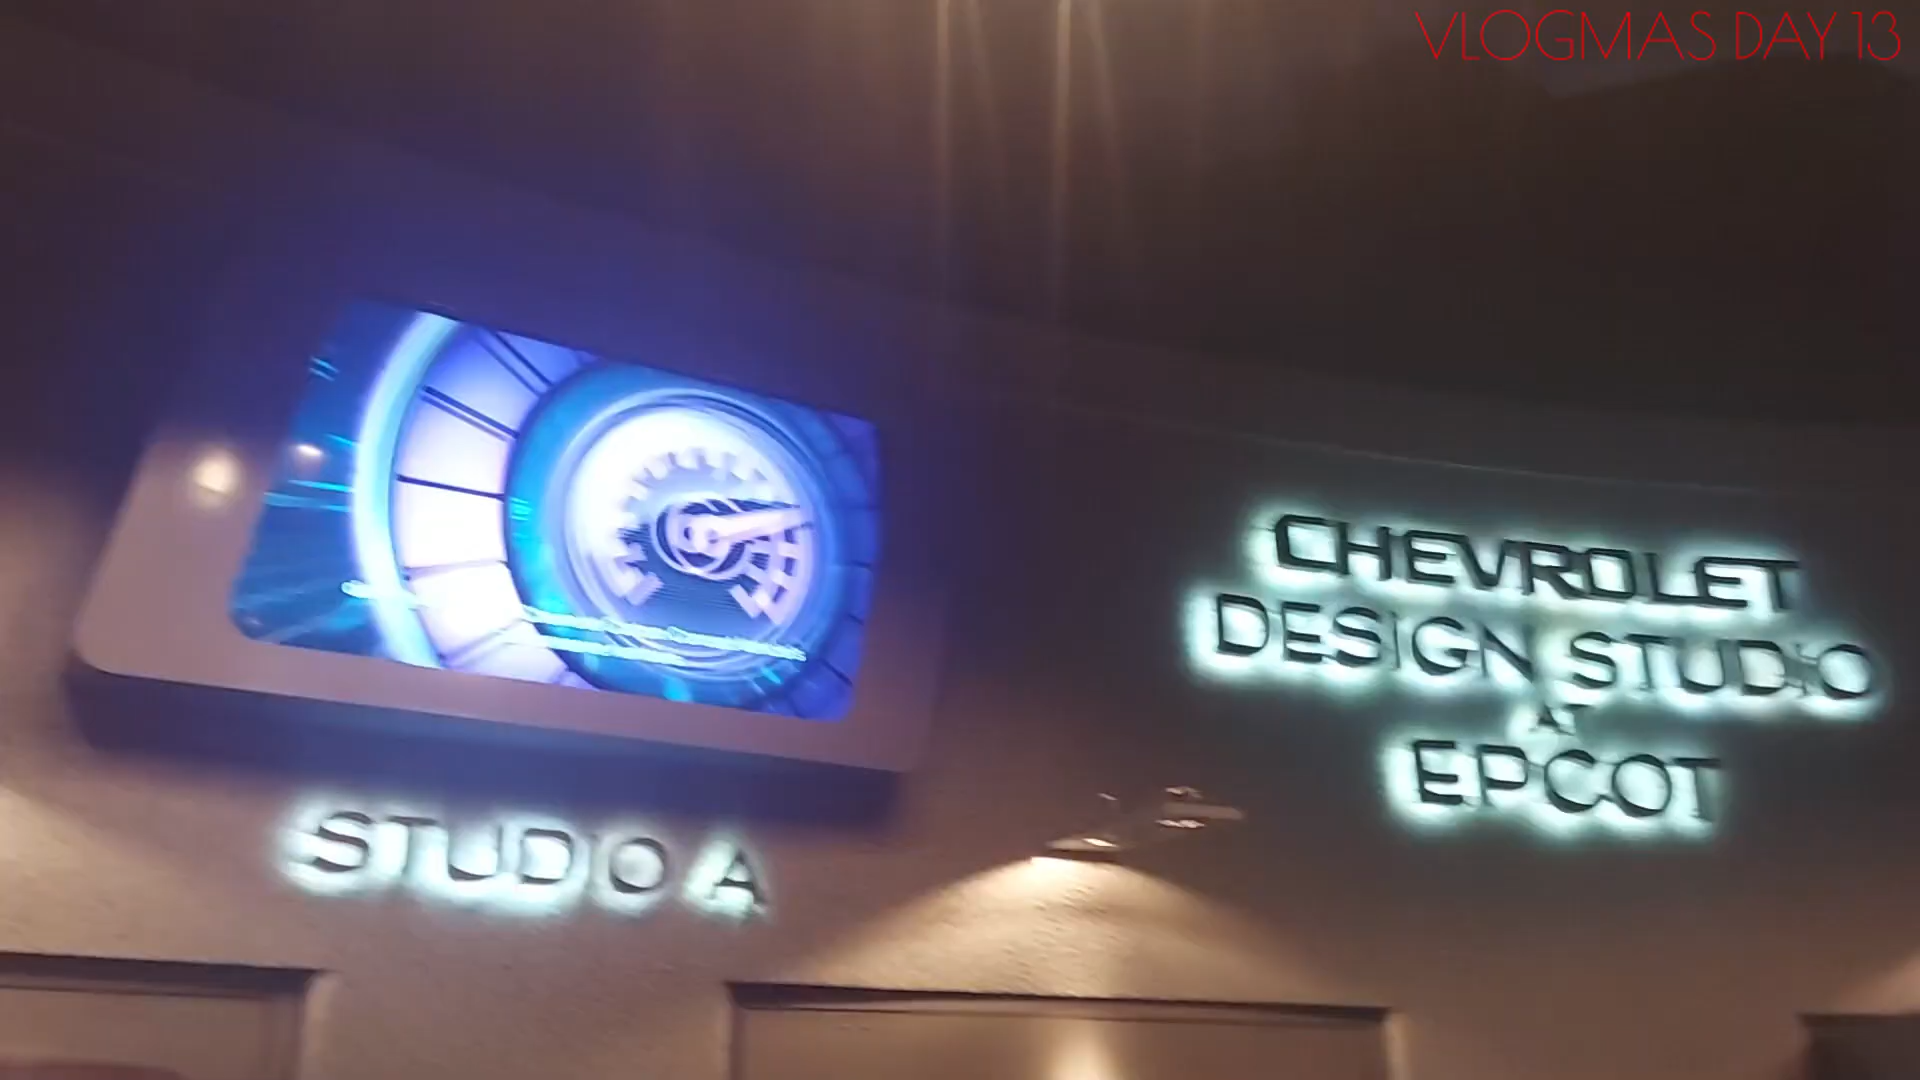 VLOGMAS DAY 13
CHEVROLET
DESIGN STUDIO
AT
EPCOT
STUDIO A